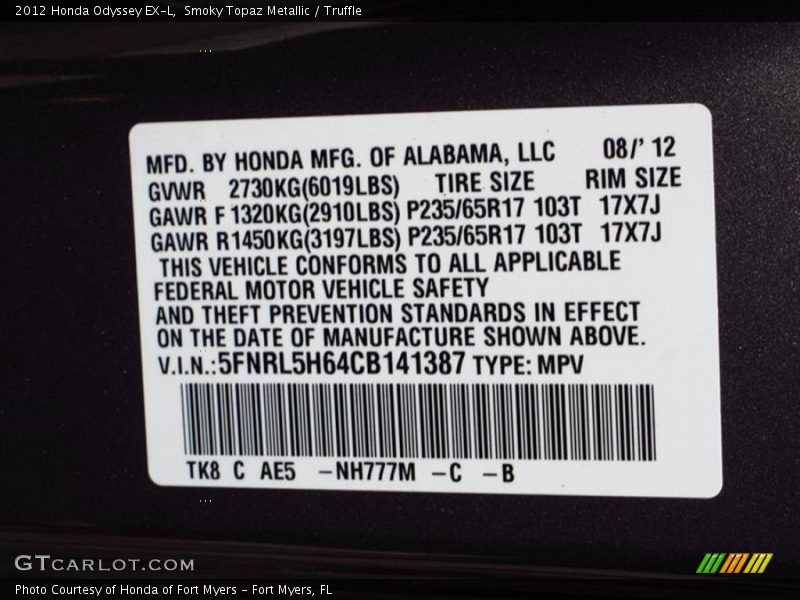 2012 Honda Odyssey EX-L, Smoky Topaz Metallic / Truffle
MFD. BY HONDA MFG. OF ALABAMA, LLC 08/' 12
GVWR 2730KG(6019LBS) TIRE SIZE RIM SIZE
GAWR F 1320KG(2910LBS) P235/65R17 103T 17X7J
GAWR R1450KG(3197LBS) P235/65R17 103T 17X7J
THIS VEHICLE CONFORMS TO ALL APPLICABLE
FEDERAL MOTOR VEHICLE SAFETY
AND THEFT PREVENTION STANDARDS IN EFFECT
ON THE DATE OF MANUFACTURE SHOWN ABOVE.
V.I.N.:5FNRL5H64CB141387 TYPE: MPV
TK8 C AE5 -NH777M -C -B
GTCARLOT.COM
Photo Courtesy of Honda of Fort Myers - Fort Myers, FL